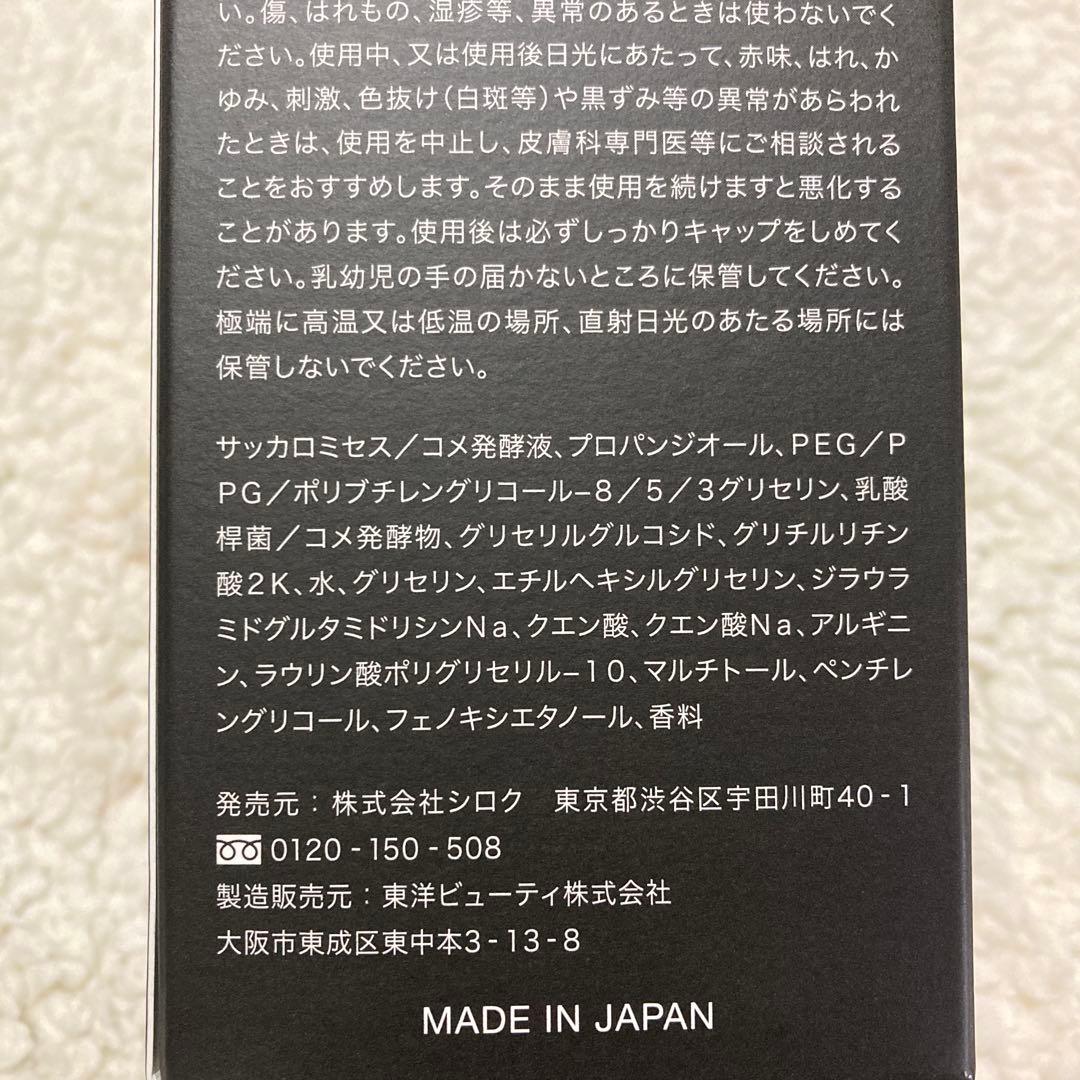 い。傷、はれもの、湿疹等、異常のあるときは使わないでく
ださい。使用中、又は使用後日光にあたって、赤味、はれ、か
ゆみ、刺激、色抜け(白斑等)や黒ずみ等の異常があらわれ
たときは、使用を中止し、皮膚科専門医等にご相談される
ことをおすすめします。そのまま使用を続けますと悪化する
ことがあります。使用後は必ずしっかりキャップをしめてく
ださい。乳幼児の手の届かないところに保管してください。
極端に高温又は低温の場所、直射日光のあたる場所には
保管しないでください。
サッカロミセス/コメ発酵液、プロパンジオール、PEG/P
PG/ポリブチレングリコール-8/5/3グリセリン、乳酸
桿菌/コメ発酵物、グリセリルグルコシド、グリチルリチン
酸2K、水、グリセリン、エチルヘキシルグリセリン、ジラウラ
ミドグルタミドリシンNa、クエン酸、クエン酸Na、アルギニ
ン、ラウリン酸ポリグリセリル-10、マルチトール、ペンチレ
ングリコール、フェノキシエタノール、香料
発売元:株式会社シロク 東京都渋谷区宇田川町40-1
0120-150-508
製造販売元:東洋ビューティ株式会社
大阪市東成区東中本3-13-8
MADE IN JAPAN